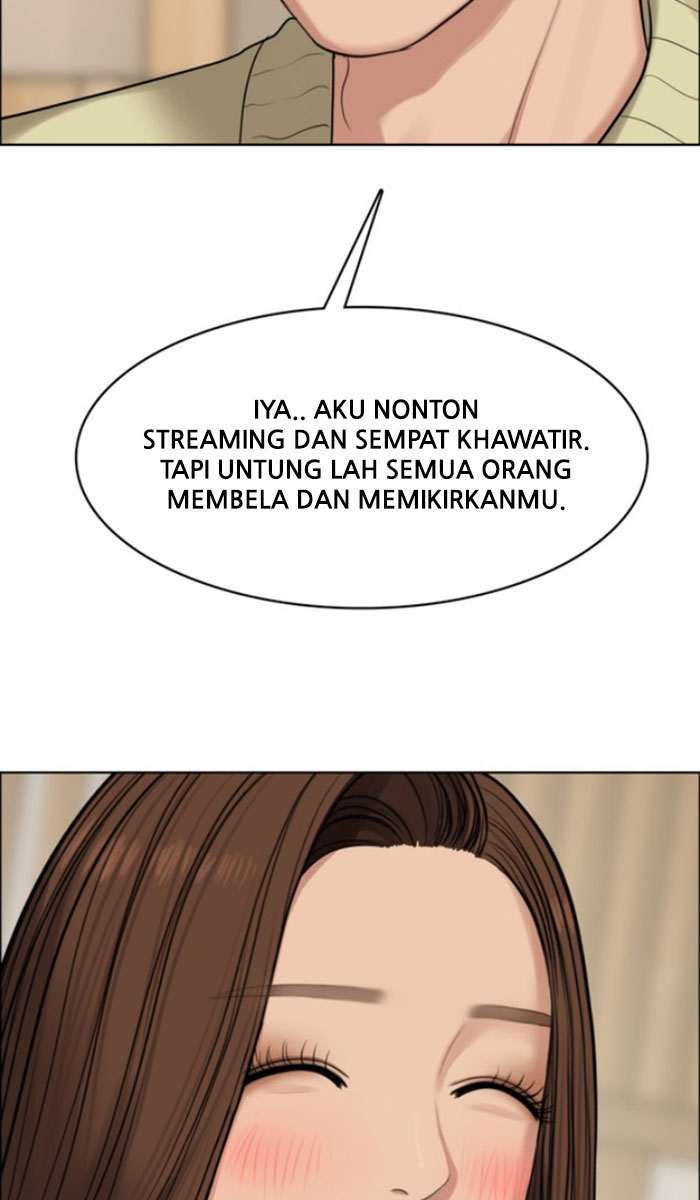 IYA.. AKU NONTON
STREAMING DAN SEMPAT KHAWATIR.
TAPI UNTUNG LAH SEMUA ORANG
MEMBELA DAN MEMIKIRKANMU.